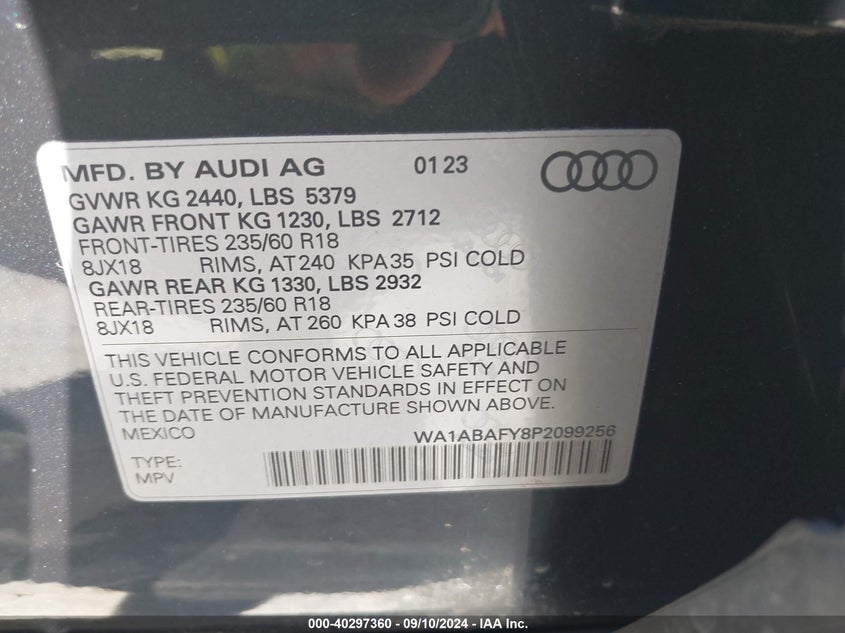 MFD. BY AUDI AG 01 23
GVWR KG 2440, LBS 5379
GAWR FRONT KG 1230, LBS 2712
FRONT-TIRES 235/60 R18
8JX18 RIMS, AT 240 KPA 35 PSI COLD
GAWR REAR KG 1330, LBS 2932
REAR-TIRES 235/60 R18
8JX18 RIMS, AT 260 KPA 38 PSI COLD
THIS VEHICLE CONFORMS TO ALL APPLICABLE
U.S. FEDERAL MOTOR VEHICLE SAFETY AND
THEFT PREVENTION STANDARDS IN EFFECT ON
THE DATE OF MANUFACTURE SHOWN ABOVE.
MEXICO WA1ABAFY8P2099256
TYPE:
MPV
000-40297360 - 09/10/2024 - IAA Inc.